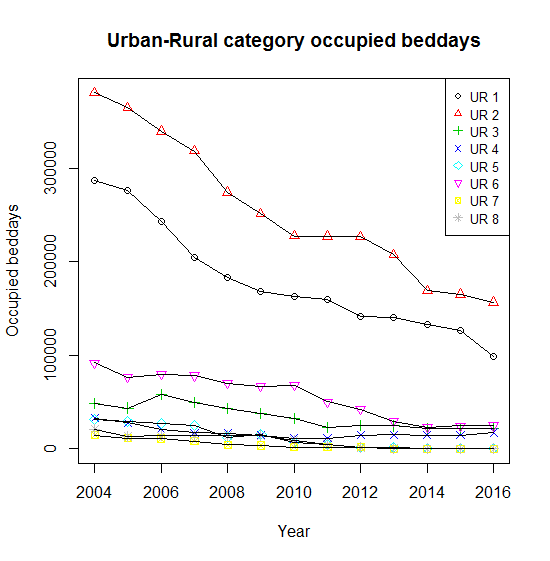 Urban-Rural category occupied beddays
UR 1
UR 2
UR 3
UR 4
UR 5
UR 6
UR 7
UR 8
Occupied beddays
300000
200000
100000
0
2004 2006 2008 2010 2012 2014 2016
Year